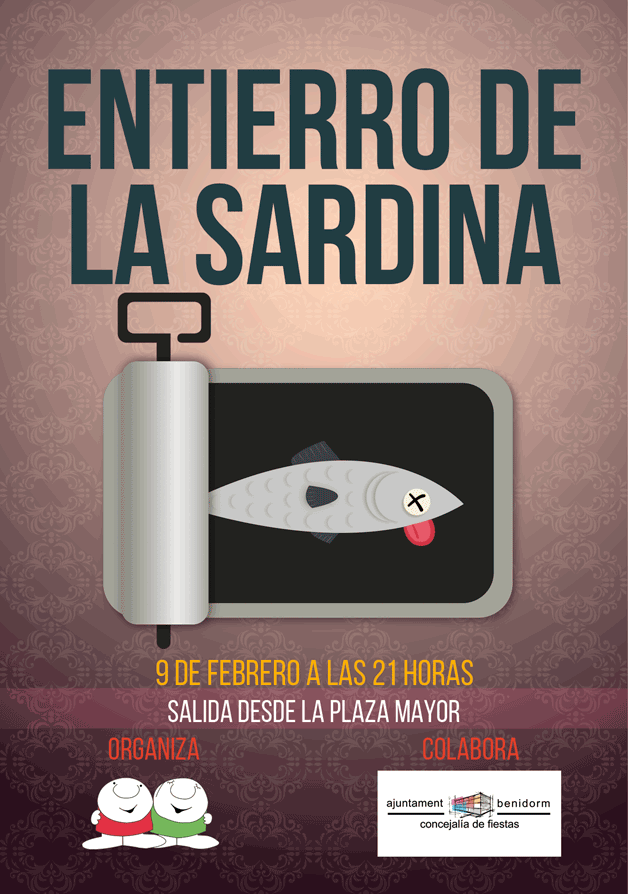 ENTIERRO DE
LA SARDINA
9 DE FEBRERO A LAS 21 HORAS
SALIDA DESDE LA PLAZA MAYOR
ORGANIZA
COLABORA
ajuntament benidorm
concejalía de fiestas